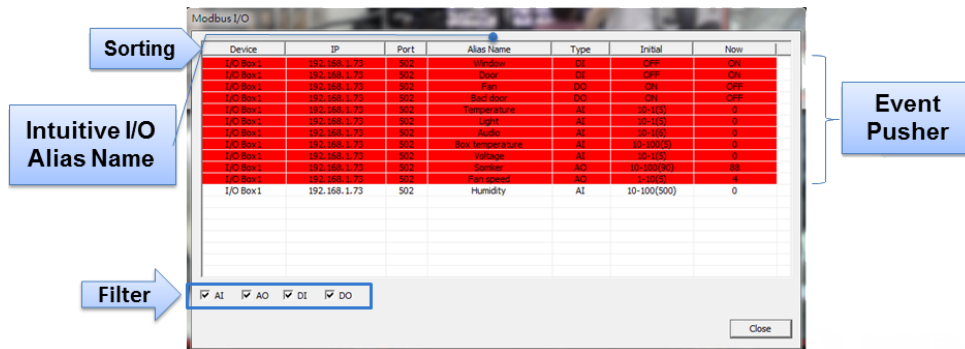 Modbus I/O
Sorting
Device IP Port Alias Name Type Initial Now
I/O Box1 192.168.1.73 502 Window DI OFF ON
I/O Box1 192.168.1.73 502 Door DI OFF ON
I/O Box1 192.168.1.73 502 Fan DO ON OFF
I/O Box1 192.168.1.73 502 Bacl door DO ON OFF
I/O Box1 192.168.1.73 502 Temperature AI 10-1(5) 0
I/O Box1 192.168.1.73 502 Light AI 10-1(5) 0
I/O Box1 192.168.1.73 502 Audio AI 10-1(6) 0
I/O Box1 192.168.1.73 502 Box temperature AI 10-100(5) 0
I/O Box1 192.168.1.73 502 Voltage AI 10-1(5) 0
I/O Box1 192.168.1.73 502 Somker AO 10-100(90) 88
I/O Box1 192.168.1.73 502 Fan speed AO 1-10(5) 4
I/O Box1 192.168.1.73 502 Humidity AI 10-100(500) 0
Intuitive I/O
Alias Name
Event
Pusher
Filter
AI AO DI DO
Close